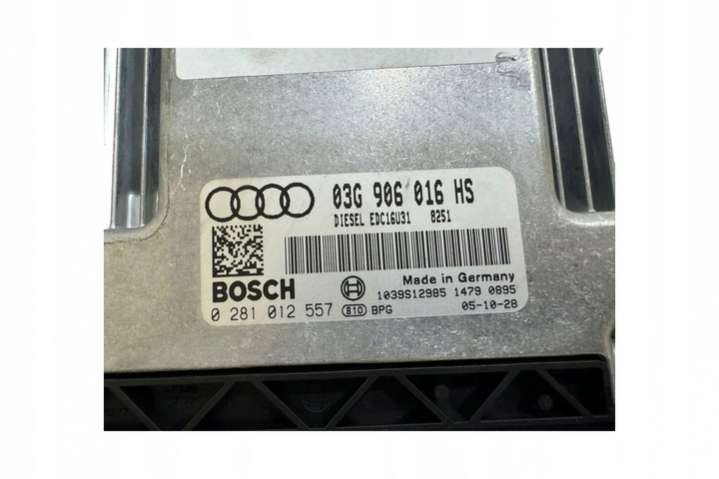 03G 906 016 HS
DIESEL EDC16U31 8251
Made in Germany
BOSCH
1039S12985 1479 0895
0 281 012 557 810 BPG 05-10-28